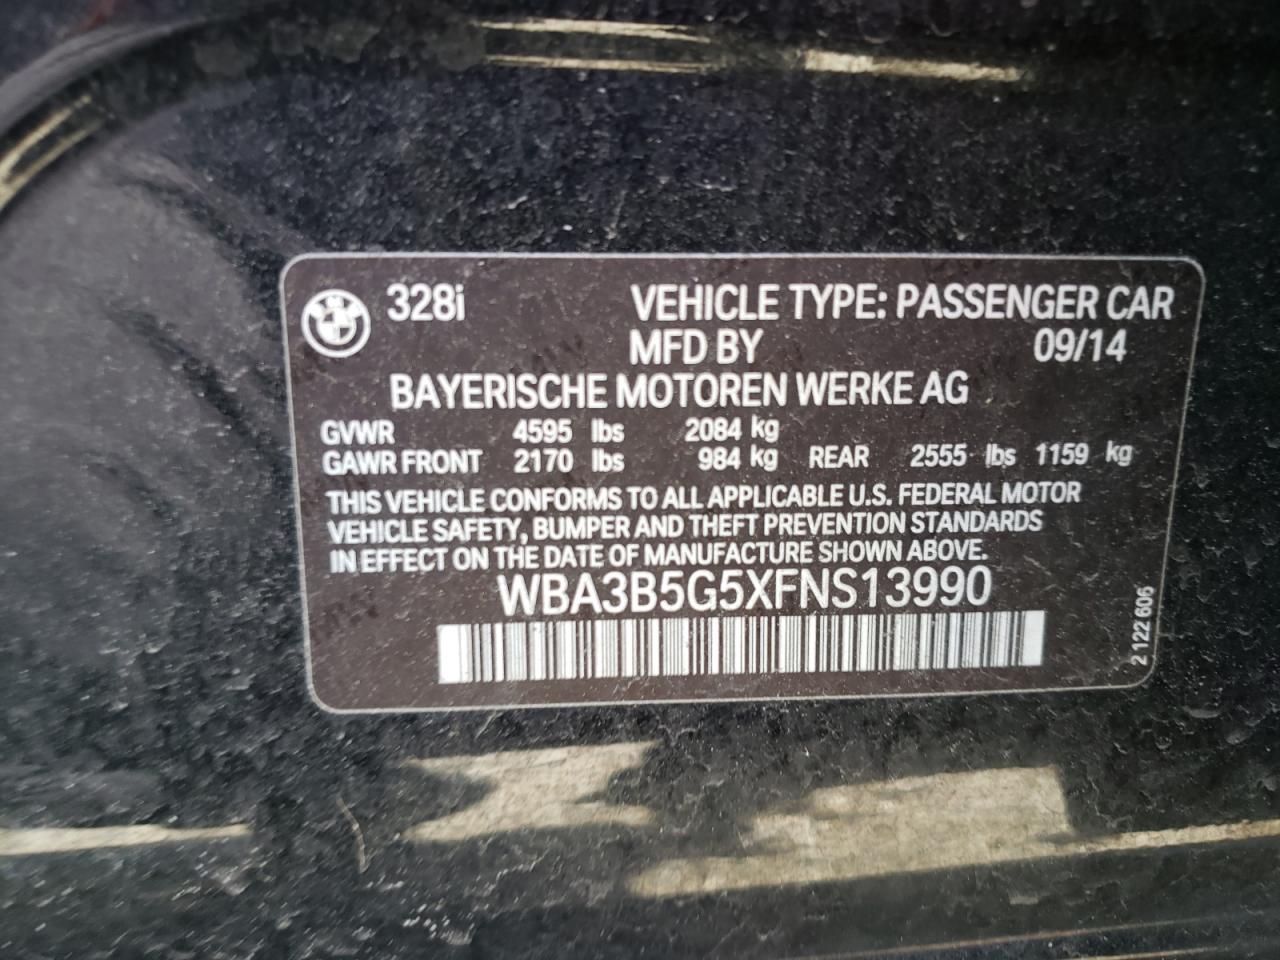 328i VEHICLE TYPE: PASSENGER CAR
MFD BY 09/14
BAYERISCHE MOTOREN WERKE AG
GVWR 4595 lbs 2084 kg
GAWR FRONT 2170 lbs 984 kg REAR 2555 lbs 1159 kg
THIS VEHICLE CONFORMS TO ALL APPLICABLE U.S. FEDERAL MOTOR
VEHICLE SAFETY, BUMPER AND THEFT PREVENTION STANDARDS
IN EFFECT ON THE DATE OF MANUFACTURE SHOWN ABOVE.
WBA3B5G5XFNS13990
2 122 606